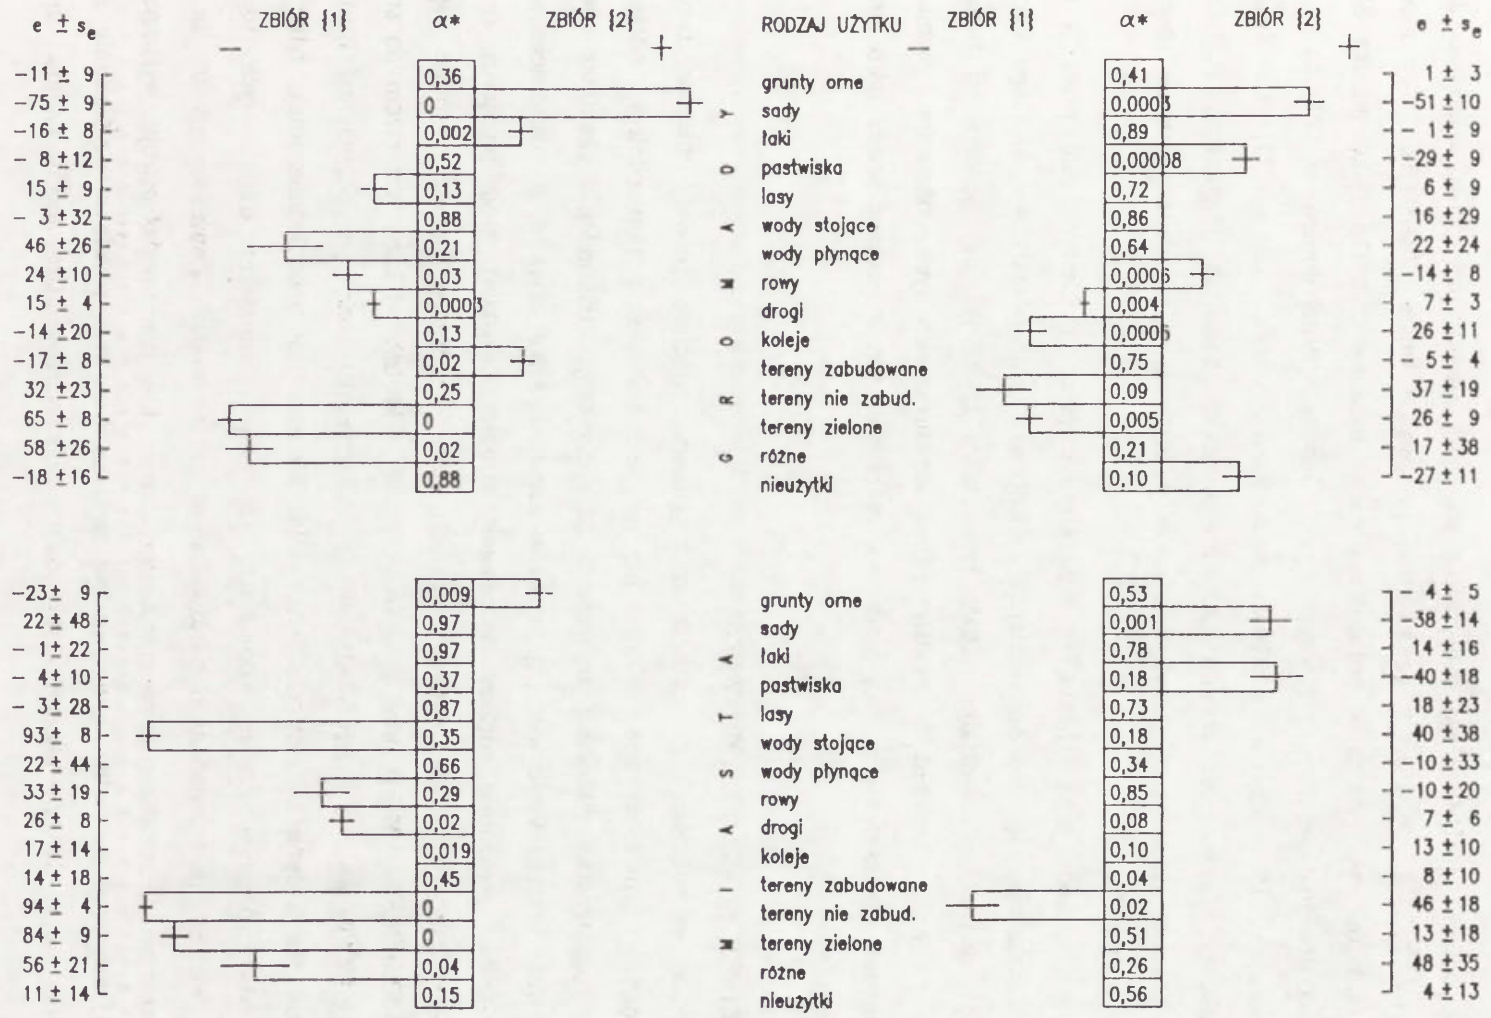 e ± se ZBIÓR {1} α* ZBIÓR {2} RODZAJ UŻYTKU ZBIÓR {1} α* ZBIÓR {2} e ± se
− + − +
GROMADY
-11 ± 9 0,36 grunty orne 0,41 1 ± 3
-75 ± 9 0 sady 0,0003 -51 ± 10
-16 ± 8 0,002 łaki 0,89 - 1 ± 9
- 8 ± 12 0,52 pastwiska 0,00008 -29 ± 9
15 ± 9 0,13 lasy 0,72 6 ± 9
- 3 ± 32 0,88 wody stojące 0,86 16 ± 29
46 ± 26 0,21 wody płynące 0,64 22 ± 24
24 ± 10 0,03 rowy 0,0006 -14 ± 8
15 ± 4 0,0003 drogi 0,004 7 ± 3
-14 ± 20 0,13 koleje 0,0005 26 ± 11
-17 ± 8 0,02 tereny zabudowane 0,75 - 5 ± 4
32 ± 23 0,25 tereny nie zabud. 0,09 37 ± 19
65 ± 8 0 tereny zielone 0,005 26 ± 9
58 ± 26 0,02 różne 0,21 17 ± 38
-18 ± 16 0,88 nieużytki 0,10 -27 ± 11
MIASTA
-23 ± 9 0,009 grunty orne 0,53 - 4 ± 5
22 ± 48 0,97 sady 0,001 -38 ± 14
- 1 ± 22 0,97 łaki 0,78 14 ± 16
- 4 ± 10 0,37 pastwiska 0,18 -40 ± 18
- 3 ± 28 0,87 lasy 0,73 18 ± 23
93 ± 8 0,35 wody stojące 0,18 40 ± 38
22 ± 44 0,66 wody płynące 0,34 -10 ± 33
33 ± 19 0,29 rowy 0,85 -10 ± 20
26 ± 8 0,02 drogi 0,08 7 ± 6
17 ± 14 0,019 koleje 0,10 13 ± 10
14 ± 18 0,45 tereny zabudowane 0,04 8 ± 10
94 ± 4 0 tereny nie zabud. 0,02 46 ± 18
84 ± 9 0 tereny zielone 0,51 13 ± 18
56 ± 21 0,04 różne 0,26 48 ± 35
11 ± 14 0,15 nieużytki 0,56 4 ± 13